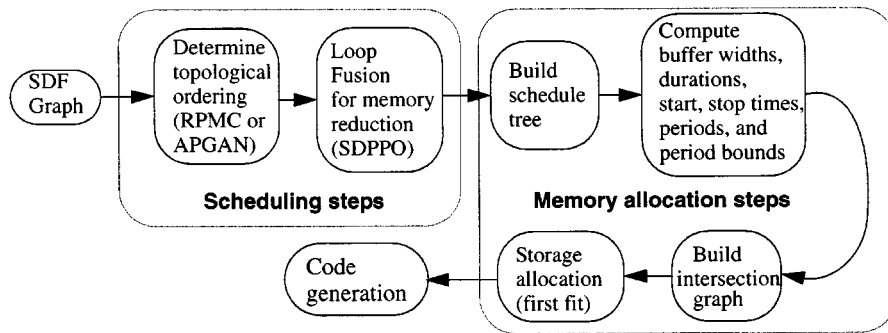 SDF
Graph
Determine
topological
ordering
(RPMC or
APGAN)
Loop
Fusion
for memory
reduction
(SDPPO)
Scheduling steps
Build
schedule
tree
Compute
buffer widths,
durations,
start, stop times,
periods, and
period bounds
Memory allocation steps
Build
intersection
graph
Storage
allocation
(first fit)
Code
generation